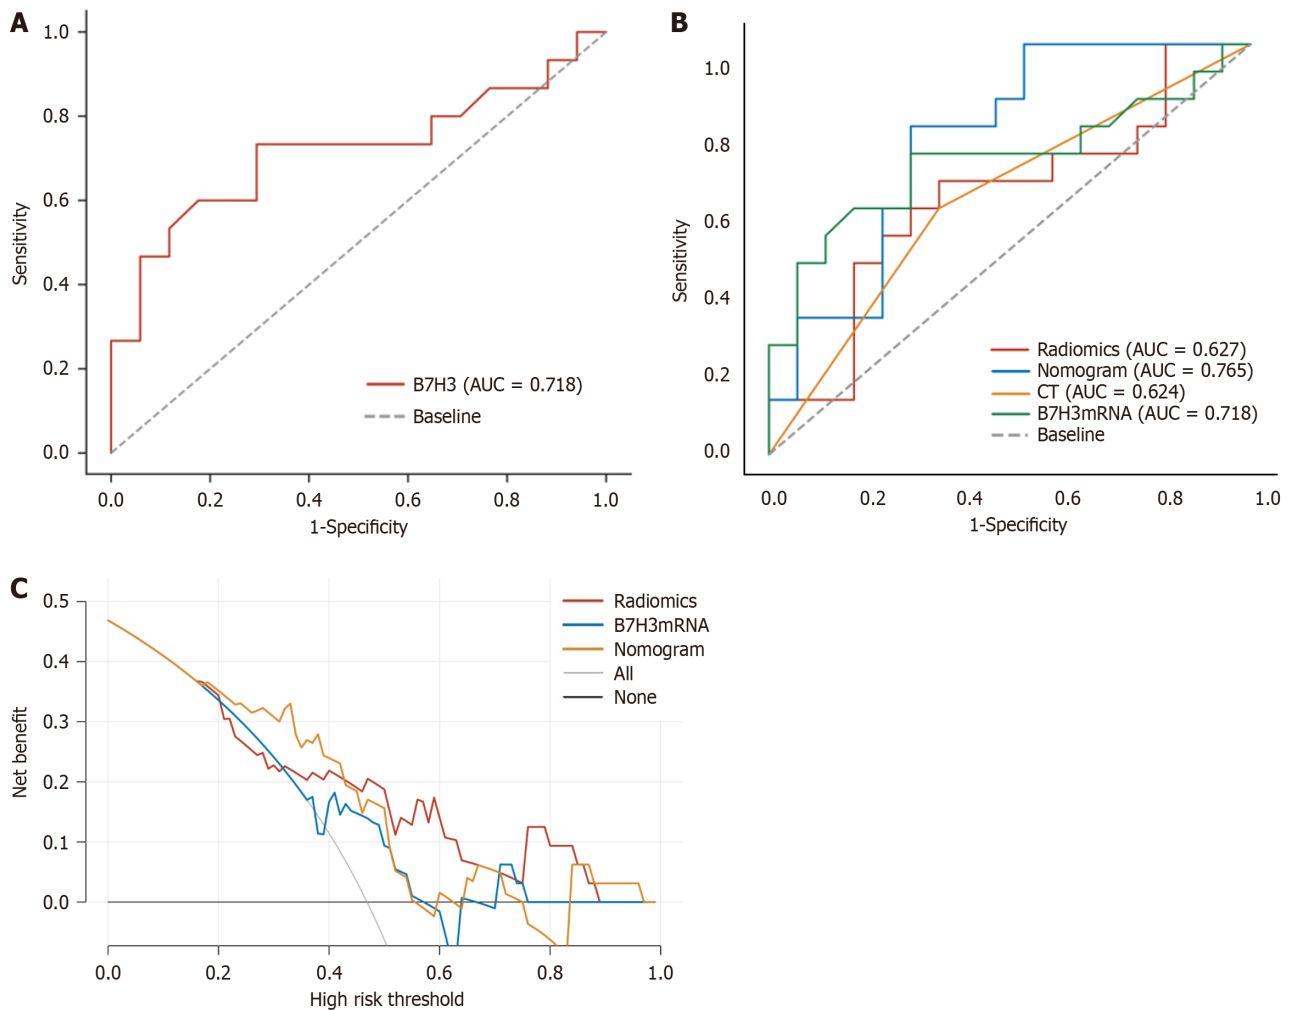 A
1.0
0.8
0.6
0.4
0.2
0.0
Sensitivity
B7H3 (AUC = 0.718)
Baseline
0.0 0.2 0.4 0.6 0.8 1.0
1-Specificity
B
1.0
0.8
0.6
0.4
0.2
0.0
Sensitivity
Radiomics (AUC = 0.627)
Nomogram (AUC = 0.765)
CT (AUC = 0.624)
B7H3mRNA (AUC = 0.718)
Baseline
0.0 0.2 0.4 0.6 0.8 1.0
1-Specificity
C
0.5
0.4
0.3
0.2
0.1
0.0
Net benefit
Radiomics
B7H3mRNA
Nomogram
All
None
0.0 0.2 0.4 0.6 0.8 1.0
High risk threshold